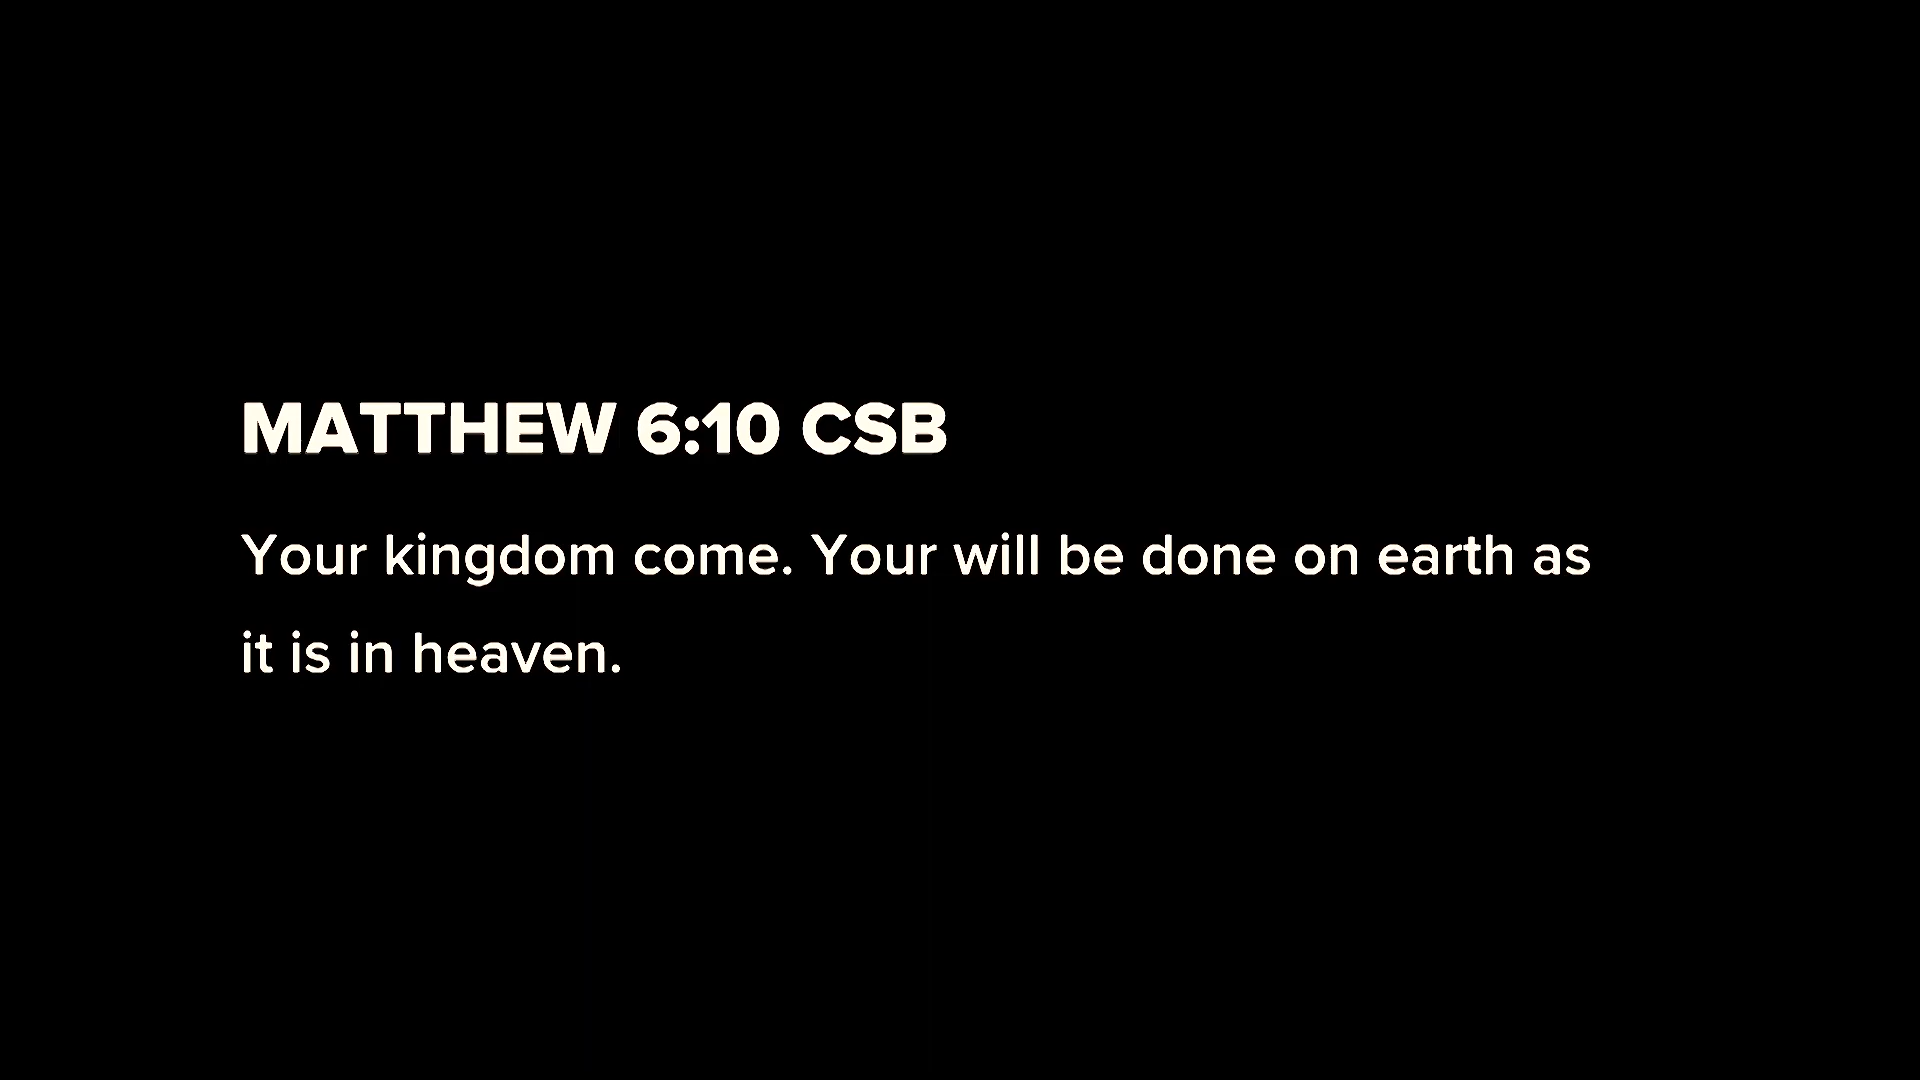 MATTHEW 6:10 CSB
Your kingdom come. Your will be done on earth as
it is in heaven.